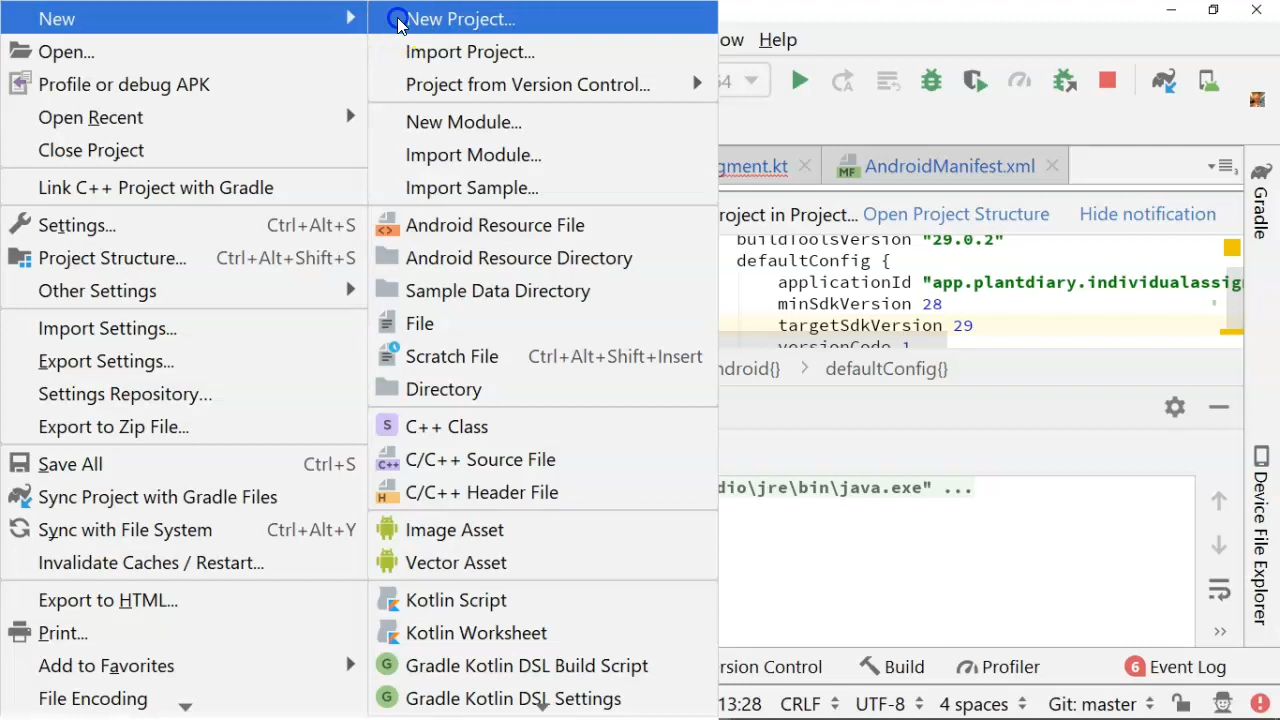 New
Open...
Profile or debug APK
Open Recent
Close Project
Link C++ Project with Gradle
Settings... Ctrl+Alt+S
Project Structure... Ctrl+Alt+Shift+S
Other Settings
Import Settings...
Export Settings...
Settings Repository...
Export to Zip File...
Save All Ctrl+S
Sync Project with Gradle Files
Sync with File System Ctrl+Alt+Y
Invalidate Caches / Restart...
Export to HTML...
Print...
Add to Favorites
File Encoding
New Project...
Import Project...
Project from Version Control...
New Module...
Import Module...
Import Sample...
Android Resource File
Android Resource Directory
Sample Data Directory
File
Scratch File Ctrl+Alt+Shift+Insert
Directory
S C++ Class
C++ C/C++ Source File
H C/C++ Header File
Image Asset
Vector Asset
Kotlin Script
Kotlin Worksheet
G Gradle Kotlin DSL Build Script
G Gradle Kotlin DSL Settings
ow Help
64
gment.kt MF AndroidManifest.xml
roject in Project... Open Project Structure Hide notification
buildToolsVersion "29.0.2"
defaultConfig {
applicationId "app.plantdiary.individualassig
minSdkVersion 28
targetSdkVersion 29
versionCode 1
ndroid{} > defaultConfig{}
dio\jre\bin\java.exe" ...
Gradle
Device File Explorer
rsion Control Build Profiler 6 Event Log
13:28 CRLF UTF-8 4 spaces Git: master